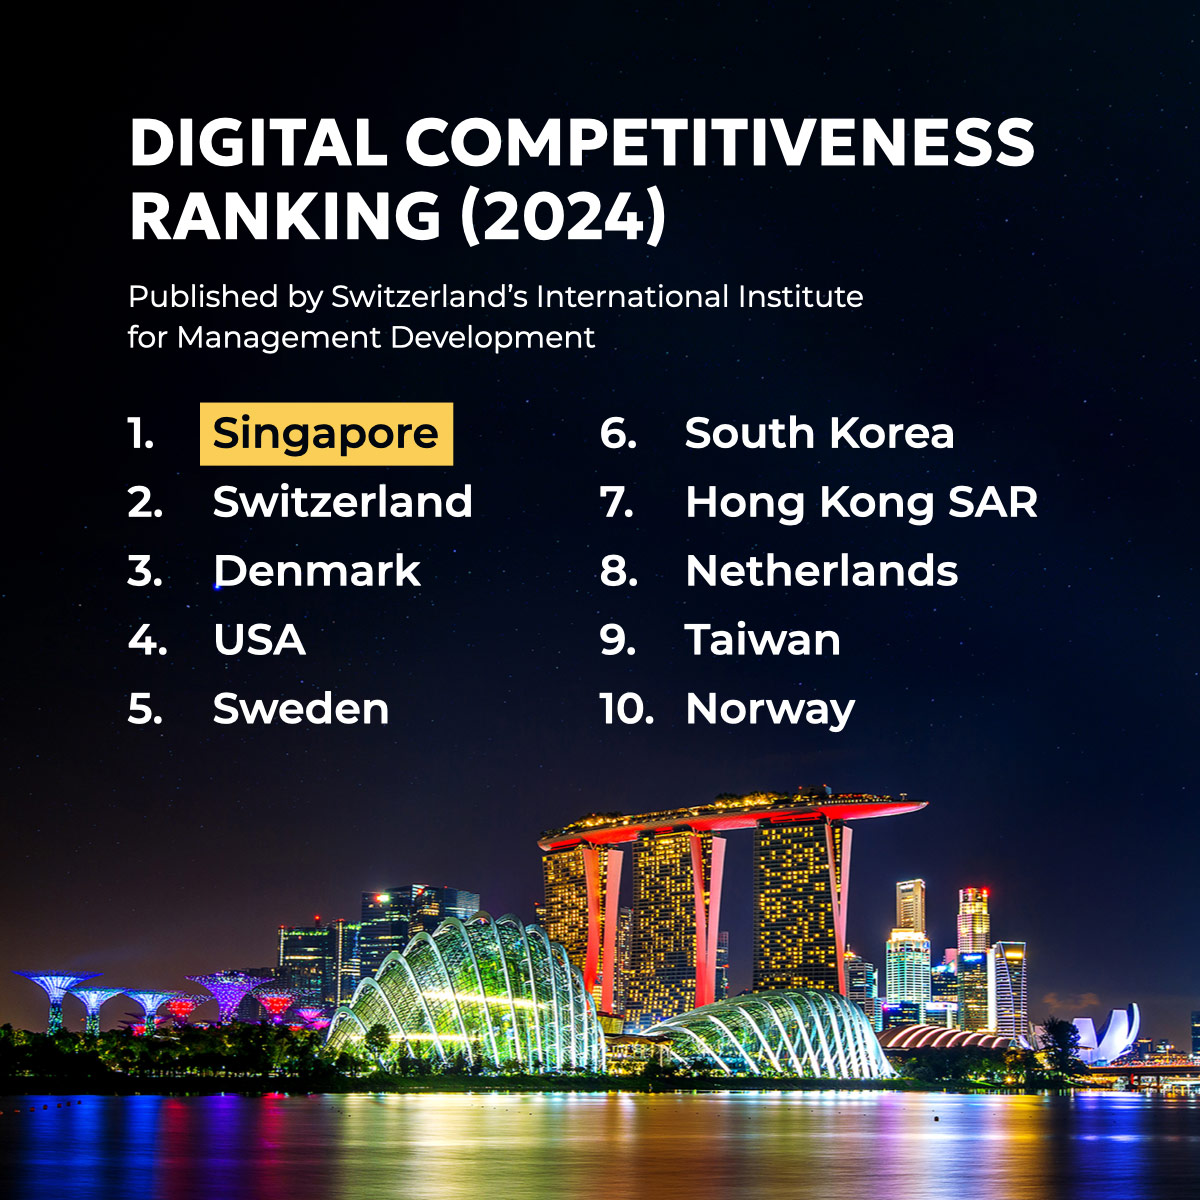 DIGITAL COMPETITIVENESS
RANKING (2024)
Published by Switzerland’s International Institute
for Management Development
1. Singapore
2. Switzerland
3. Denmark
4. USA
5. Sweden
6. South Korea
7. Hong Kong SAR
8. Netherlands
9. Taiwan
10. Norway